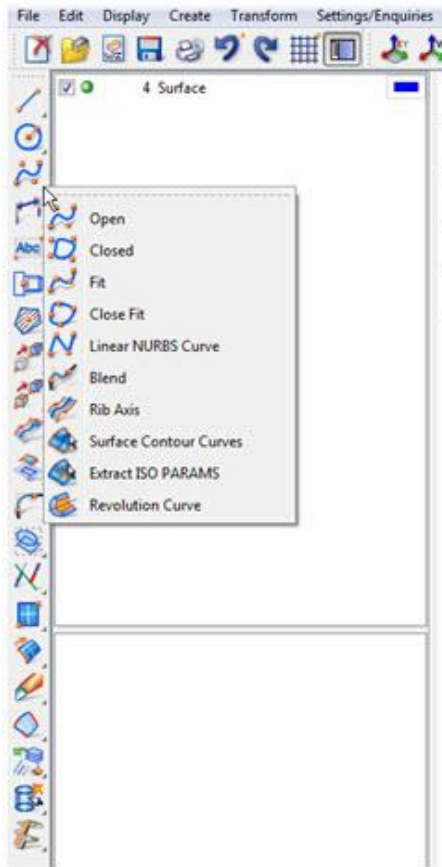 File Edit Display Create Transform Settings/Enquiries
4 Surface
Open
Closed
Abc
Fit
Close Fit
Linear NURBS Curve
Blend
Rib Axis
Surface Contour Curves
Extract ISO PARAMS
Revolution Curve